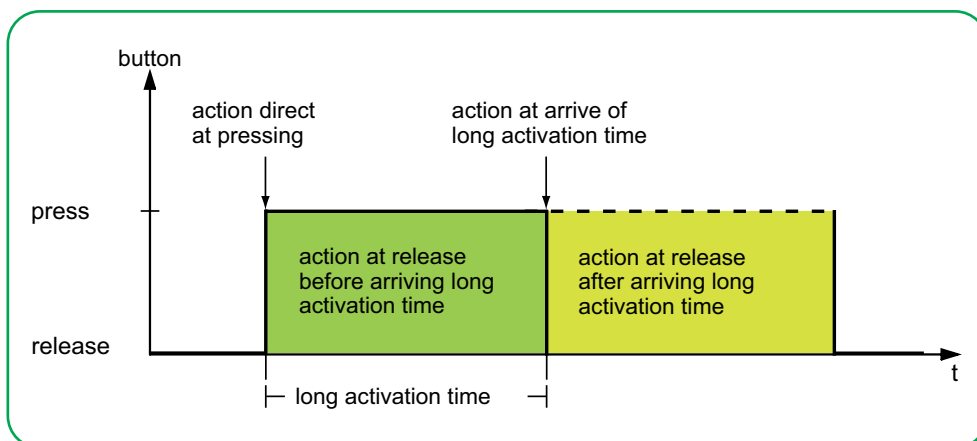 button
action direct
at pressing
action at arrive of
long activation time
press
action at release
before arriving long
activation time
action at release
after arriving long
activation time
release
t
long activation time